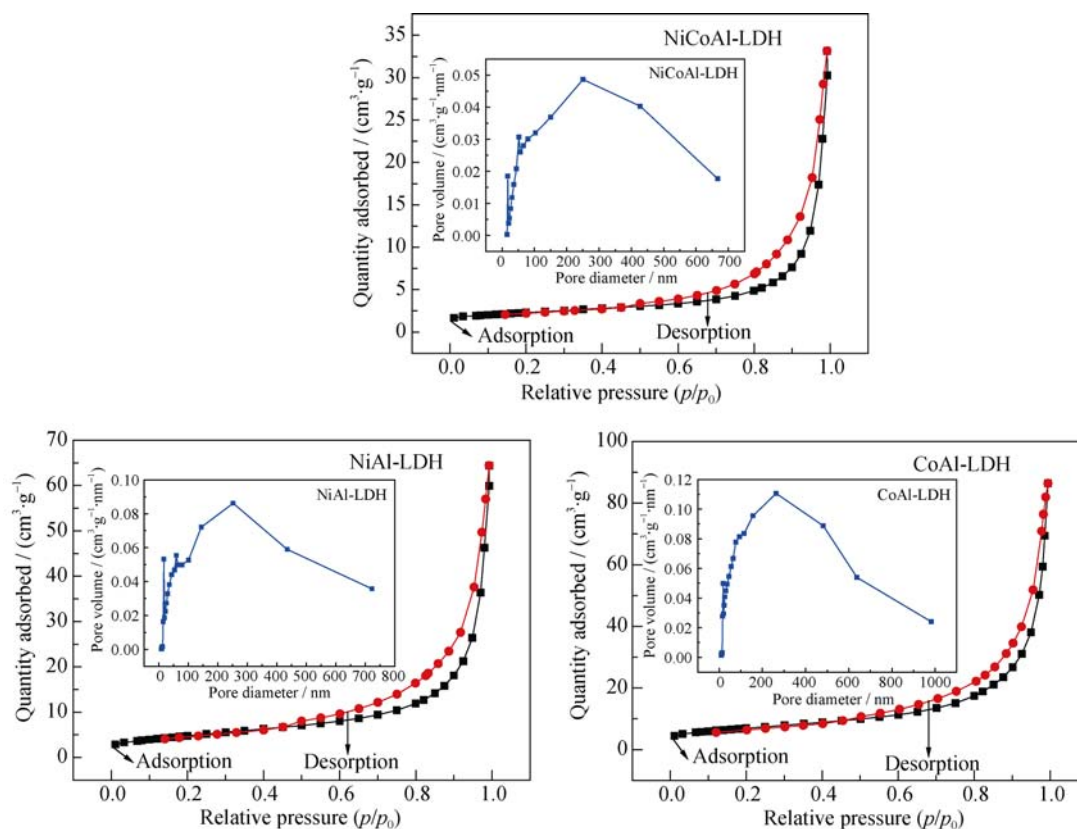 NiCoAl-LDH
Quantity adsorbed / (cm³·g⁻¹)
35
30
25
20
15
10
5
0
NiCoAl-LDH
Pore volume / (cm³·g⁻¹·nm⁻¹)
0.05
0.04
0.03
0.02
0.01
0.00
0 100 200 300 400 500 600 700
Pore diameter / nm
Adsorption
Desorption
0.0 0.2 0.4 0.6 0.8 1.0
Relative pressure (p/p₀)
NiAl-LDH
Quantity adsorbed / (cm³·g⁻¹)
70
60
50
40
30
20
10
0
NiAl-LDH
Pore volume / (cm³·g⁻¹·nm⁻¹)
0.10
0.08
0.06
0.04
0.02
0.00
0 100 200 300 400 500 600 700 800
Pore diameter / nm
Adsorption
Desorption
0.0 0.2 0.4 0.6 0.8 1.0
Relative pressure (p/p₀)
CoAl-LDH
Quantity adsorbed / (cm³·g⁻¹)
100
80
60
40
20
0
CoAl-LDH
Pore volume / (cm³·g⁻¹·nm⁻¹)
0.12
0.10
0.08
0.06
0.04
0.02
0.00
0 200 400 600 800 1000
Pore diameter / nm
Adsorption
Desorption
0.0 0.2 0.4 0.6 0.8 1.0
Relative pressure (p/p₀)